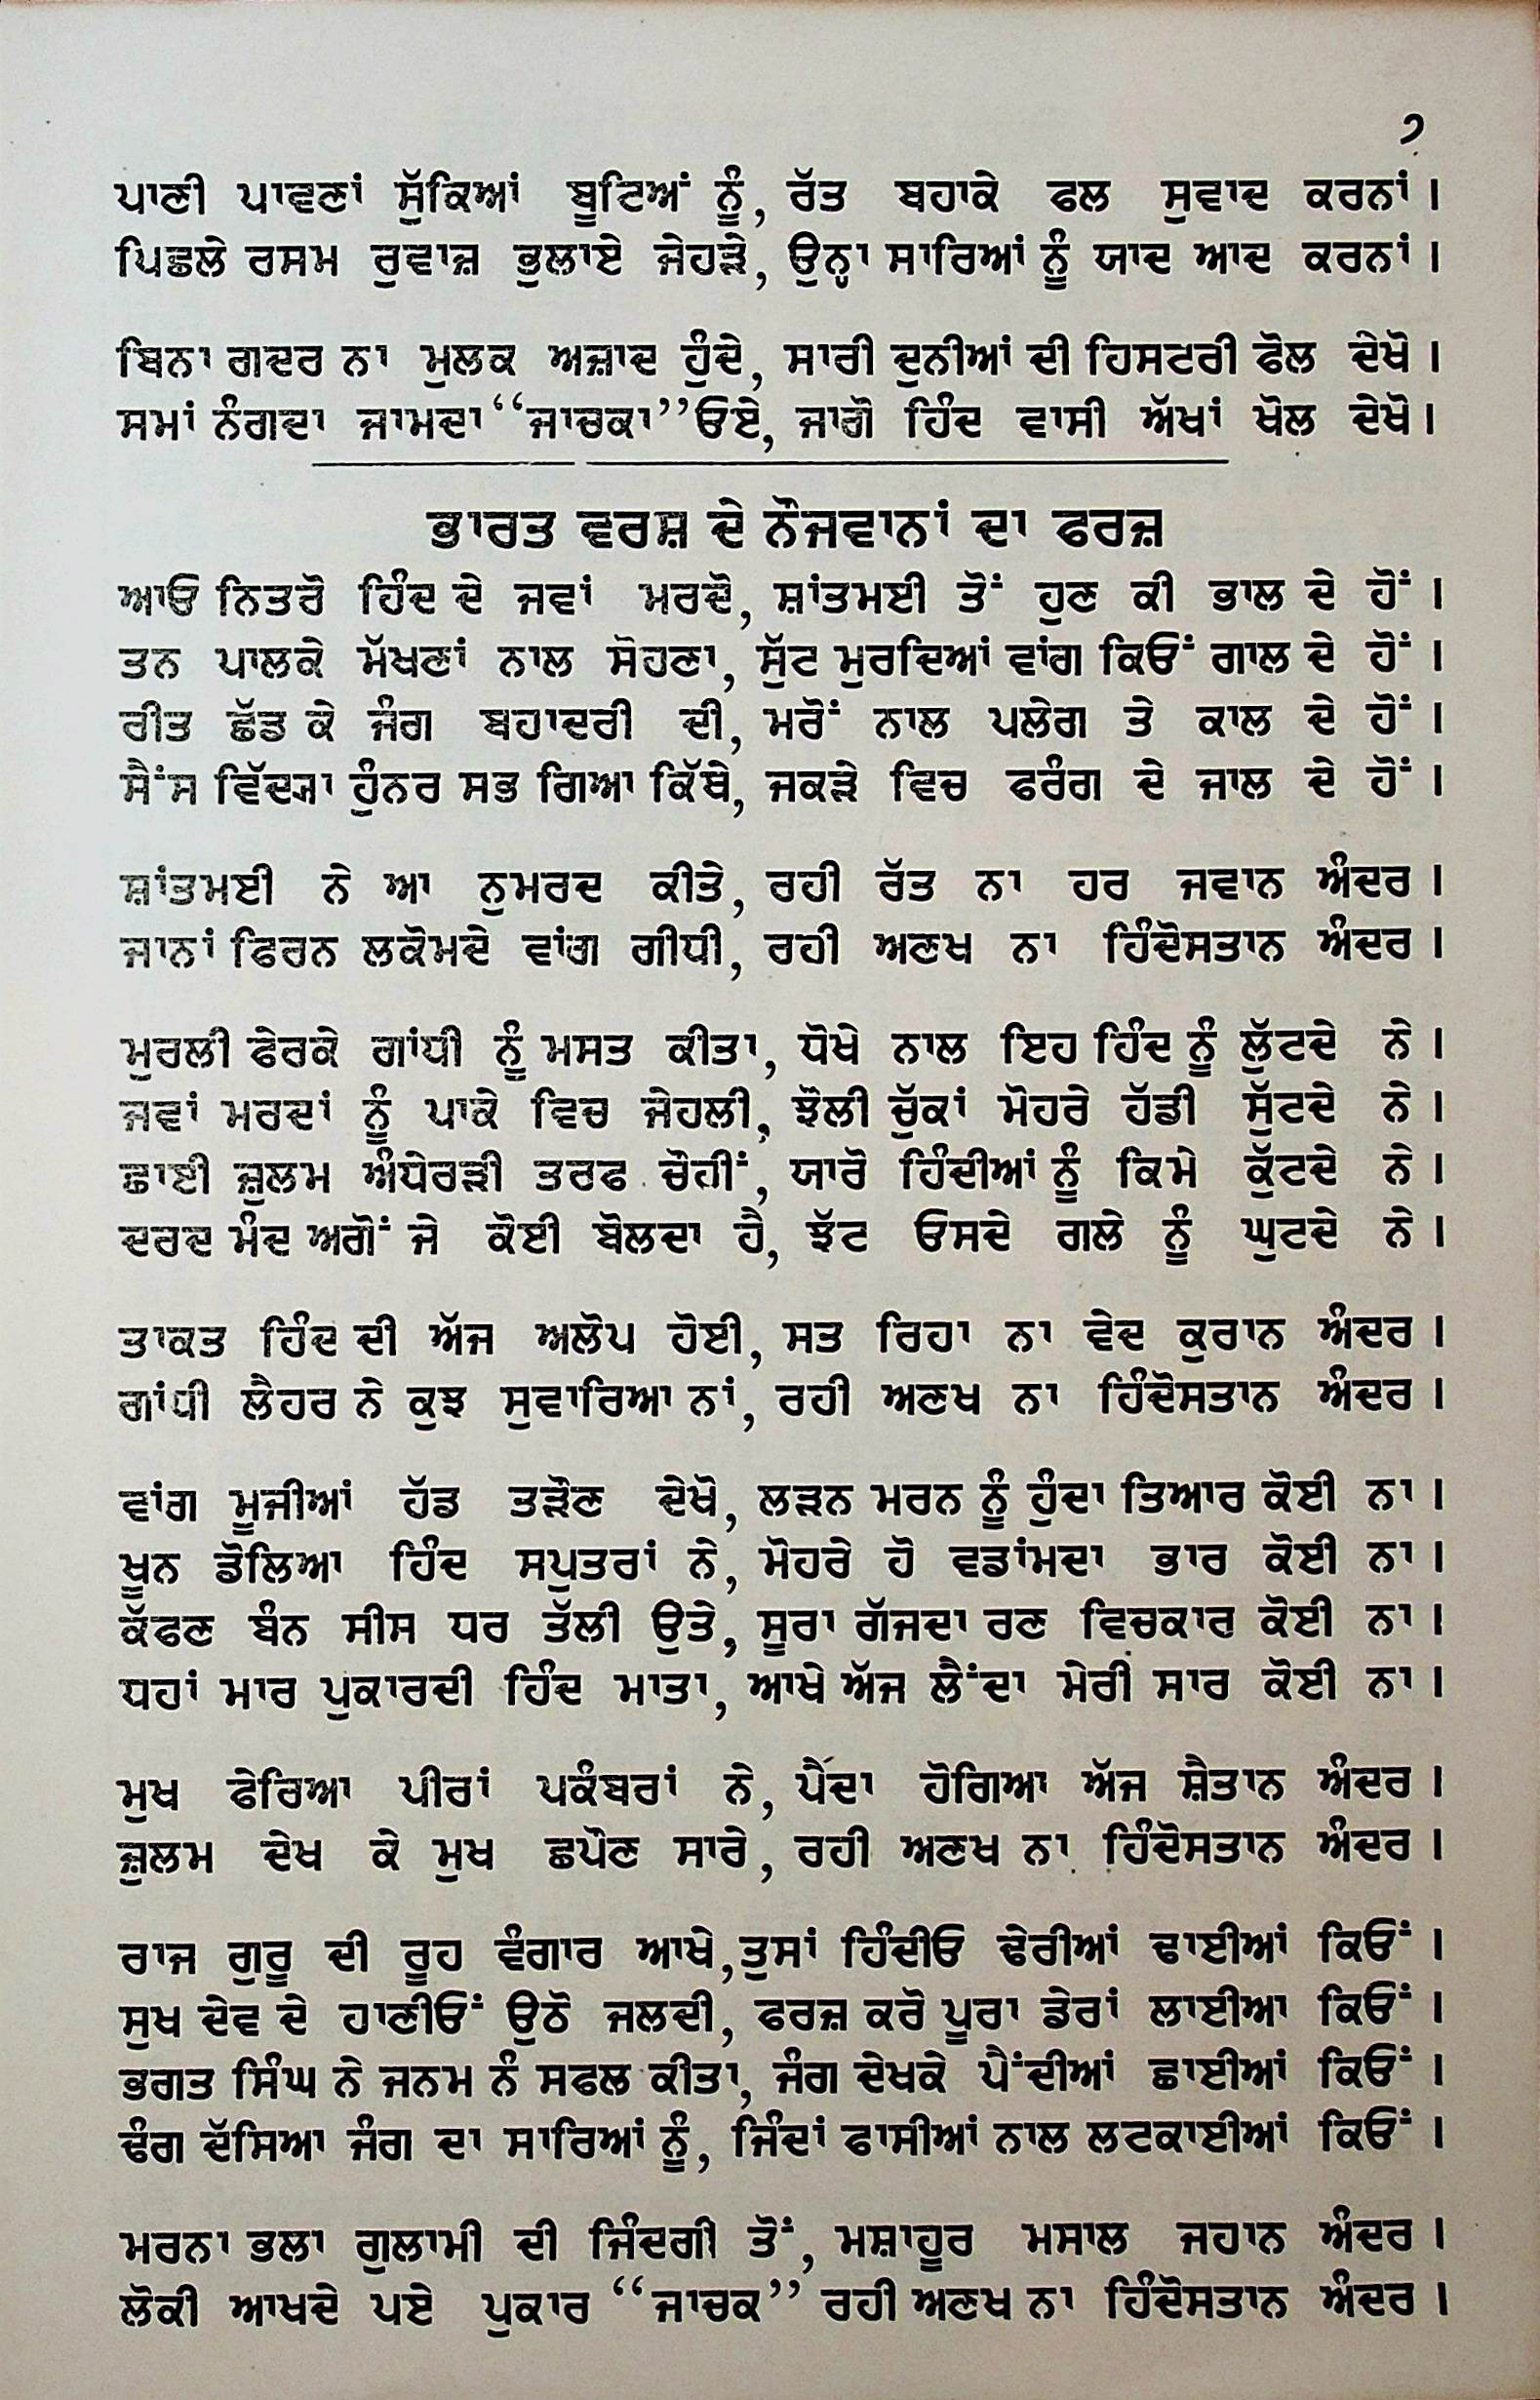 ੭
ਪਾਣੀ ਪਾਵਣਾਂ ਸੁੱਕਿਆਂ ਬੂਟਿਆਂ ਨੂੰ, ਰੱਤ ਬਹਾਕੇ ਫਲ ਸੁਵਾਦ ਕਰਨਾਂ।
ਪਿਛਲੇ ਰਸਮ ਰੁਵਾਜ਼ ਭੁਲਾਏ ਜੇਹੜੇ, ਉਨ੍ਹਾ ਸਾਰਿਆਂ ਨੂੰ ਯਾਦ ਆਦ ਕਰਨਾਂ।
ਬਿਨਾ ਗਦਰ ਨਾ ਮੁਲਕ ਅਜ਼ਾਦ ਹੁੰਦੇ, ਸਾਰੀ ਦੁਨੀਆਂ ਦੀ ਹਿਸਟਰੀ ਫੋਲ ਦੇਖੋ।
ਸਮਾਂ ਨੰਗਦਾ ਜਾਮਦਾ “ਜਾਚਕਾ” ਓਏ, ਜਾਗੋ ਹਿੰਦ ਵਾਸੀ ਅੱਖਾਂ ਖੋਲ ਦੇਖੋ।
ਭਾਰਤ ਵਰਸ਼ ਦੇ ਨੌਜਵਾਨਾਂ ਦਾ ਫਰਜ਼
ਆਓ ਨਿਤਰੋ ਹਿੰਦ ਦੇ ਜਵਾਂ ਮਰਦੋ, ਸ਼ਾਂਤਮਈ ਤੋਂ ਹੁਣ ਕੀ ਭਾਲ ਦੇ ਹੋਂ।
ਤਨ ਪਾਲਕੇ ਮੱਖਣਾਂ ਨਾਲ ਸੋਹਣਾ, ਸੁੱਟ ਮੁਰਦਿਆਂ ਵਾਂਗ ਕਿਓਂ ਗਾਲ ਦੇ ਹੋਂ।
ਰੀਤ ਛੱਡ ਕੇ ਜੰਗ ਬਹਾਦਰੀ ਦੀ, ਮਰੋਂ ਨਾਲ ਪਲੇਗ ਤੇ ਕਾਲ ਦੇ ਹੋਂ।
ਸੈਂਸ ਵਿੱਦ੍ਯਾ ਹੁੰਨਰ ਸਭ ਗਿਆ ਕਿੱਥੇ, ਜਕੜੇ ਵਿਚ ਫਰੰਗ ਦੇ ਜਾਲ ਦੇ ਹੋਂ।
ਸ਼ਾਂਤਮਈ ਨੇ ਆ ਨੁਮਰਦ ਕੀਤੇ, ਰਹੀ ਰੱਤ ਨਾ ਹਰ ਜਵਾਨ ਅੰਦਰ।
ਜਾਨਾਂ ਫਿਰਨ ਲਕੋਮਦੇ ਵਾਂਗ ਗੀਧੀ, ਰਹੀ ਅਣਖ ਨਾ ਹਿੰਦੋਸਤਾਨ ਅੰਦਰ।
ਮੁਰਲੀ ਫੇਰਕੇ ਗਾਂਧੀ ਨੂੰ ਮਸਤ ਕੀਤਾ, ਧੋਖੇ ਨਾਲ ਇਹ ਹਿੰਦ ਨੂੰ ਲੁੱਟਦੇ ਨੇ।
ਜਵਾਂ ਮਰਦਾਂ ਨੂੰ ਪਾਕੇ ਵਿਚ ਜੇਹਲੀ, ਝੋਲੀ ਚੁੱਕਾਂ ਮੋਹਰੇ ਹੱਡੀ ਸੁੱਟਦੇ ਨੇ।
ਛਾਈ ਜ਼ੁਲਮ ਅੰਧੇਰੜੀ ਤਰਫ ਚੌਹੀਂ, ਯਾਰੋ ਹਿੰਦੀਆਂ ਨੂੰ ਕਿਮੇ ਕੁੱਟਦੇ ਨੇ।
ਦਰਦ ਮੰਦ ਅਗੋਂ ਜੇ ਕੋਈ ਬੋਲਦਾ ਹੈ, ਝੱਟ ਓਸਦੇ ਗਲੇ ਨੂੰ ਘੁਟਦੇ ਨੇ।
ਤਾਕਤ ਹਿੰਦ ਦੀ ਅੱਜ ਅਲੋਪ ਹੋਈ, ਸਤ ਰਿਹਾ ਨਾ ਵੇਦ ਕੁਰਾਨ ਅੰਦਰ।
ਗਾਂਧੀ ਲੈਹਰ ਨੇ ਕੁਝ ਸੁਵਾਰਿਆ ਨਾਂ, ਰਹੀ ਅਣਖ ਨਾ ਹਿੰਦੋਸਤਾਨ ਅੰਦਰ।
ਵਾਂਗ ਮੂਜੀਆਂ ਹੱਡ ਤੜੌਣ ਦੇਖੋ, ਲੜਨ ਮਰਨ ਨੂੰ ਹੁੰਦਾ ਤਿਆਰ ਕੋਈ ਨਾ।
ਖੂਨ ਡੋਲਿਆ ਹਿੰਦ ਸਪੁਤਰਾਂ ਨੇ, ਮੋਹਰੇ ਹੋ ਵਡਾਂਮਦਾ ਭਾਰ ਕੋਈ ਨਾ।
ਕੱਫਣ ਬੰਨ ਸੀਸ ਧਰ ਤੱਲੀ ਉਤੇ, ਸੂਰਾ ਗੱਜਦਾ ਰਣ ਵਿਚਕਾਰ ਕੋਈ ਨਾ।
ਧਹਾਂ ਮਾਰ ਪੁਕਾਰਦੀ ਹਿੰਦ ਮਾਤਾ, ਆਖੇ ਅੱਜ ਲੈਂਦਾ ਮੇਰੀ ਸਾਰ ਕੋਈ ਨਾ।
ਮੁਖ ਫੇਰਿਆ ਪੀਰਾਂ ਪਕੰਬਰਾਂ ਨੇ, ਪੈਂਦਾ ਹੋਗਿਆ ਅੱਜ ਸ਼ੈਤਾਨ ਅੰਦਰ।
ਜ਼ੁਲਮ ਦੇਖ ਕੇ ਮੁਖ ਛਪੌਣ ਸਾਰੇ, ਰਹੀ ਅਣਖ ਨਾ ਹਿੰਦੋਸਤਾਨ ਅੰਦਰ।
ਰਾਜ ਗੁਰੂ ਦੀ ਰੂਹ ਵੰਗਾਰ ਆਖੇ, ਤੁਸਾਂ ਹਿੰਦੀਓ ਢੇਰੀਆਂ ਢਾਈਆਂ ਕਿਓਂ।
ਸੁਖ ਦੇਵ ਦੇ ਹਾਣੀਓਂ ਉਠੋ ਜਲਦੀ, ਫਰਜ਼ ਕਰੋ ਪੂਰਾ ਡੇਰਾਂ ਲਾਈਆ ਕਿਓਂ।
ਭਗਤ ਸਿੰਘ ਨੇ ਜਨਮ ਨੰ ਸਫਲ ਕੀਤਾ, ਜੰਗ ਦੇਖਕੇ ਪੈਂਦੀਆਂ ਛਾਈਆਂ ਕਿਓਂ।
ਢੰਗ ਦੱਸਿਆ ਜੰਗ ਦਾ ਸਾਰਿਆਂ ਨੂੰ, ਜਿੰਦਾਂ ਫਾਸੀਆਂ ਨਾਲ ਲਟਕਾਈਆਂ ਕਿਓਂ।
ਮਰਨਾ ਭਲਾ ਗੁਲਾਮੀ ਦੀ ਜਿੰਦਗੀ ਤੋਂ, ਮਸ਼ਾਹੂਰ ਮਸਾਲ ਜਹਾਨ ਅੰਦਰ।
ਲੋਕੀ ਆਖਦੇ ਪਏ ਪੁਕਾਰ “ਜਾਚਕ” ਰਹੀ ਅਣਖ ਨਾ ਹਿੰਦੋਸਤਾਨ ਅੰਦਰ।